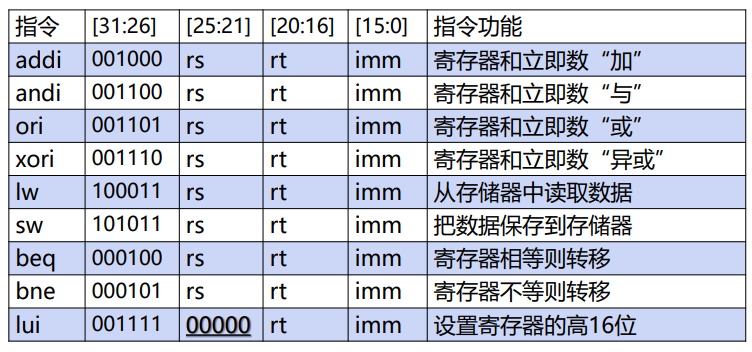 指令 [31:26] [25:21] [20:16] [15:0] 指令功能
addi 001000 rs rt imm 寄存器和立即数“加”
andi 001100 rs rt imm 寄存器和立即数“与”
ori 001101 rs rt imm 寄存器和立即数“或”
xori 001110 rs rt imm 寄存器和立即数“异或”
lw 100011 rs rt imm 从存储器中读取数据
sw 101011 rs rt imm 把数据保存到存储器
beq 000100 rs rt imm 寄存器相等则转移
bne 000101 rs rt imm 寄存器不等则转移
lui 001111 00000 rt imm 设置寄存器的高16位